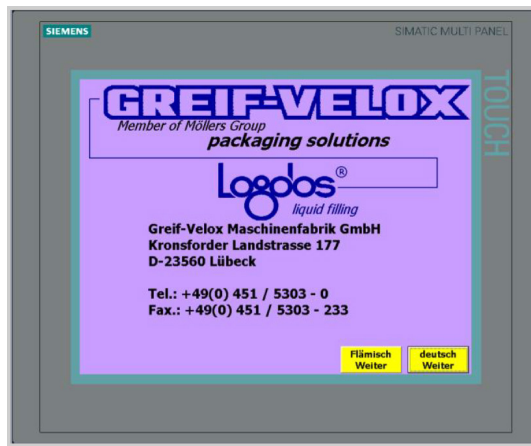 SIEMENS
SIMATIC MULTI PANEL
TOUCH
GREIF-VELOX
Member of Möllers Group
packaging solutions
Logdos®
liquid filling
Greif-Velox Maschinenfabrik GmbH
Kronsforder Landstrasse 177
D-23560 Lübeck
Tel.: +49(0) 451 / 5303 - 0
Fax.: +49(0) 451 / 5303 - 233
Flämisch
Weiter
deutsch
Weiter